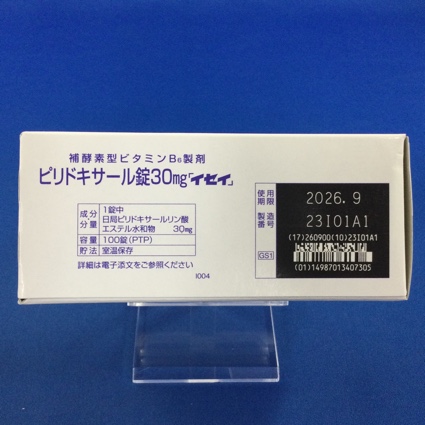 補酵素型ビタミンB₆製剤
ピリドキサール錠30mg「イセイ」
成分分量 1錠中
日局ピリドキサールリン酸
エステル水和物 30mg
容量 100錠(PTP)
貯法 室温保存
詳細は電子添文をご参照ください
I004
使用期限 2026.9
製造番号 23I01A1
(17)260900(10)23I01A1
GS1
(01)14987013407305